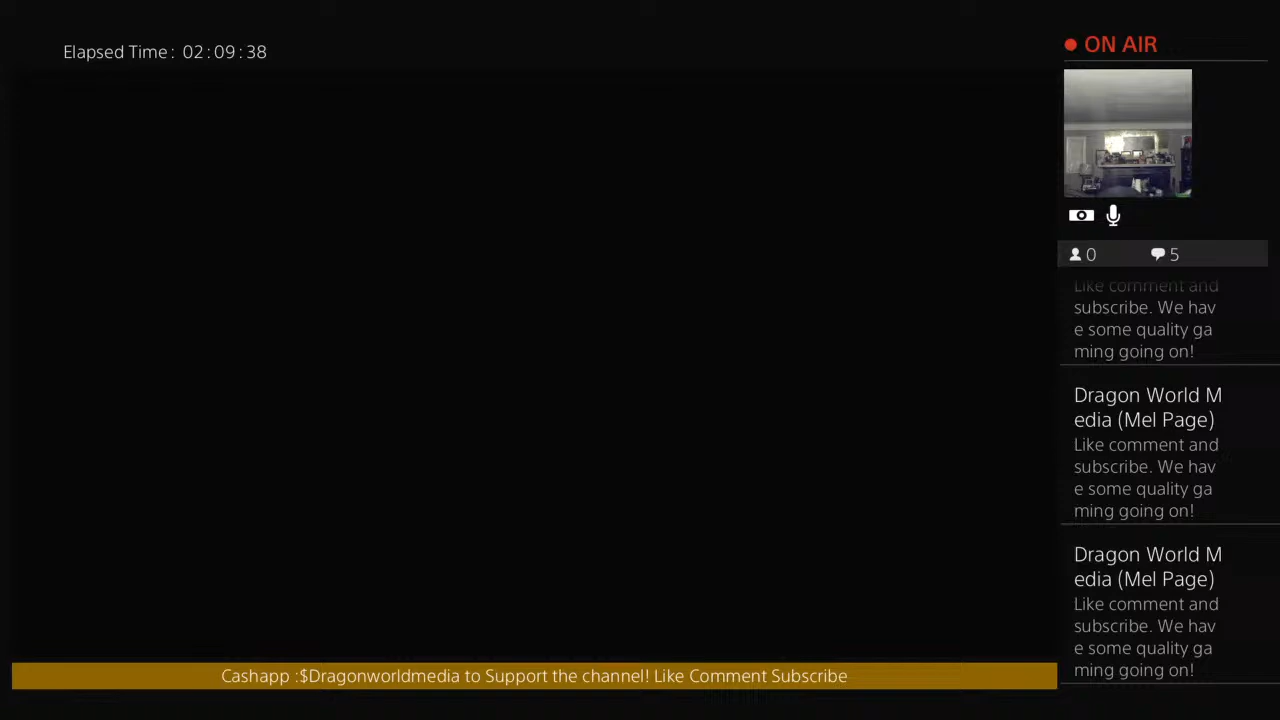 Elapsed Time: 02:09:38
ON AIR
0 5
Like comment and
subscribe. We hav
e some quality ga
ming going on!
Dragon World M
edia (Mel Page)
Like comment and
subscribe. We hav
e some quality ga
ming going on!
Dragon World M
edia (Mel Page)
Like comment and
subscribe. We hav
e some quality ga
ming going on!
Cashapp :$Dragonworldmedia to Support the channel! Like Comment Subscribe